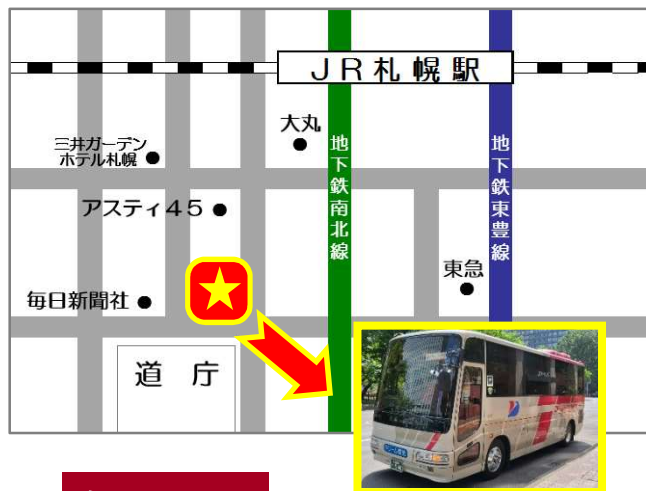 JR札幌駅
大丸
三井ガーデン
ホテル札幌
地下鉄南北線
地下鉄東豊線
アスティ45
東急
毎日新聞社
道庁